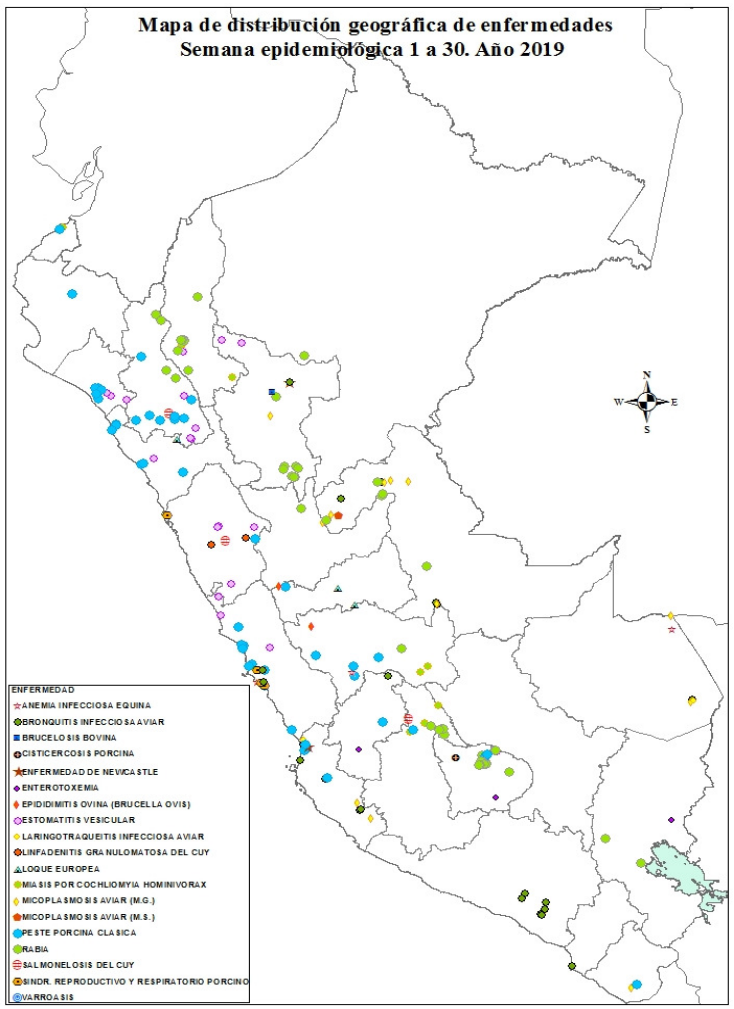 Mapa de distribución geográfica de enfermedades
Semana epidemiológica 1 a 30. Año 2019
N
W E
S
ENFERMEDAD
ANEMIA INFECCIOSA EQUINA
BRONQUITIS INFECCIOSA AVIAR
BRUCELOSIS BOVINA
CISTICERCOSIS PORCINA
ENFERMEDAD DE NEWCASTLE
ENTEROTOXEMIA
EPIDIDIMITIS OVINA (BRUCELLA OVIS)
ESTOMATITIS VESICULAR
LARINGOTRAQUEITIS INFECCIOSA AVIAR
LINFADENITIS GRANULOMATOSA DEL CUY
LOQUE EUROPEA
MIASIS POR COCHLIOMYIA HOMINIVORAX
MICOPLASMOSIS AVIAR (M.G.)
MICOPLASMOSIS AVIAR (M.S.)
PESTE PORCINA CLASICA
RABIA
SALMONELOSIS DEL CUY
SINDR. REPRODUCTIVO Y RESPIRATORIO PORCINO
VARROASIS